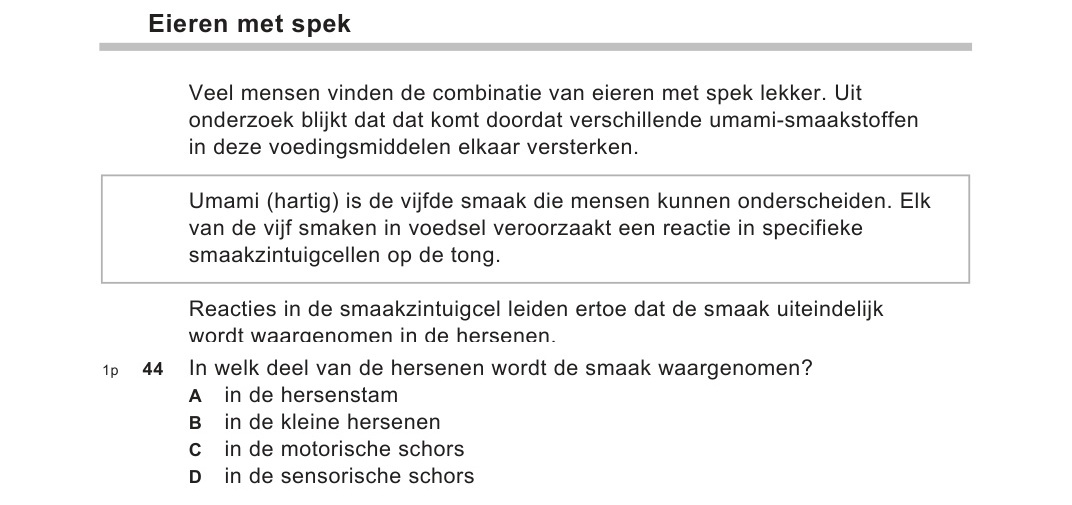 Eieren met spek
Veel mensen vinden de combinatie van eieren met spek lekker. Uit
onderzoek blijkt dat dat komt doordat verschillende umami-smaakstoffen
in deze voedingsmiddelen elkaar versterken.
Umami (hartig) is de vijfde smaak die mensen kunnen onderscheiden. Elk
van de vijf smaken in voedsel veroorzaakt een reactie in specifieke
smaakzintuigcellen op de tong.
Reacties in de smaakzintuigcel leiden ertoe dat de smaak uiteindelijk
wordt waargenomen in de hersenen.
1p 44 In welk deel van de hersenen wordt de smaak waargenomen?
A in de hersenstam
B in de kleine hersenen
C in de motorische schors
D in de sensorische schors